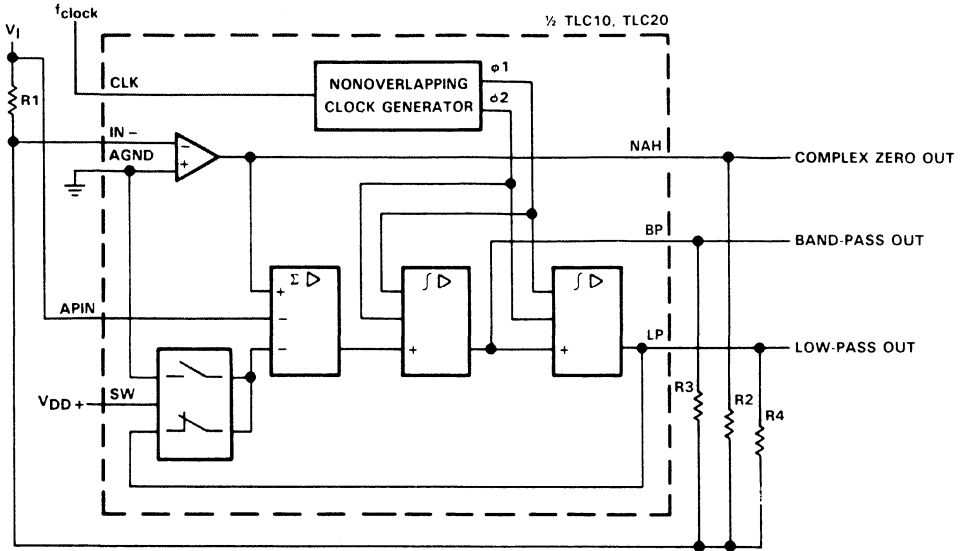 fclock
½ TLC10, TLC20
VI
CLK
NONOVERLAPPING
CLOCK GENERATOR
φ1
φ2
R1
IN −
AGND
−
+
NAH
COMPLEX ZERO OUT
BP
BAND-PASS OUT
Σ ▷
∫ ▷
∫ ▷
+
APIN
−
−
+
+
LP
LOW-PASS OUT
SW
VDD +
R3
R2
R4